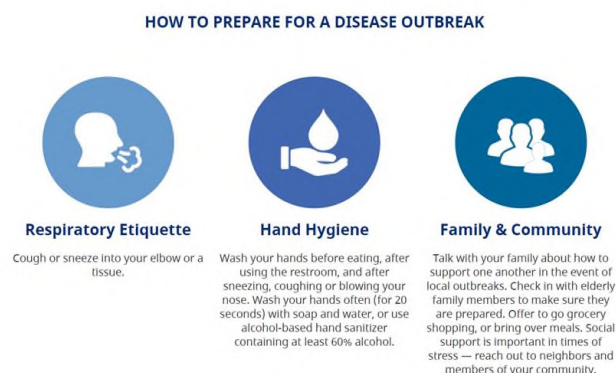 HOW TO PREPARE FOR A DISEASE OUTBREAK
Respiratory Etiquette
Cough or sneeze into your elbow or a
tissue.
Hand Hygiene
Wash your hands before eating, after
using the restroom, and after
sneezing, coughing or blowing your
nose. Wash your hands often (for 20
seconds) with soap and water, or use
alcohol-based hand sanitizer
containing at least 60% alcohol.
Family & Community
Talk with your family about how to
support one another in the event of
local outbreaks. Check in with elderly
family members to make sure they
are prepared. Offer to go grocery
shopping, or bring over meals. Social
support is important in times of
stress — reach out to neighbors and
members of your community.